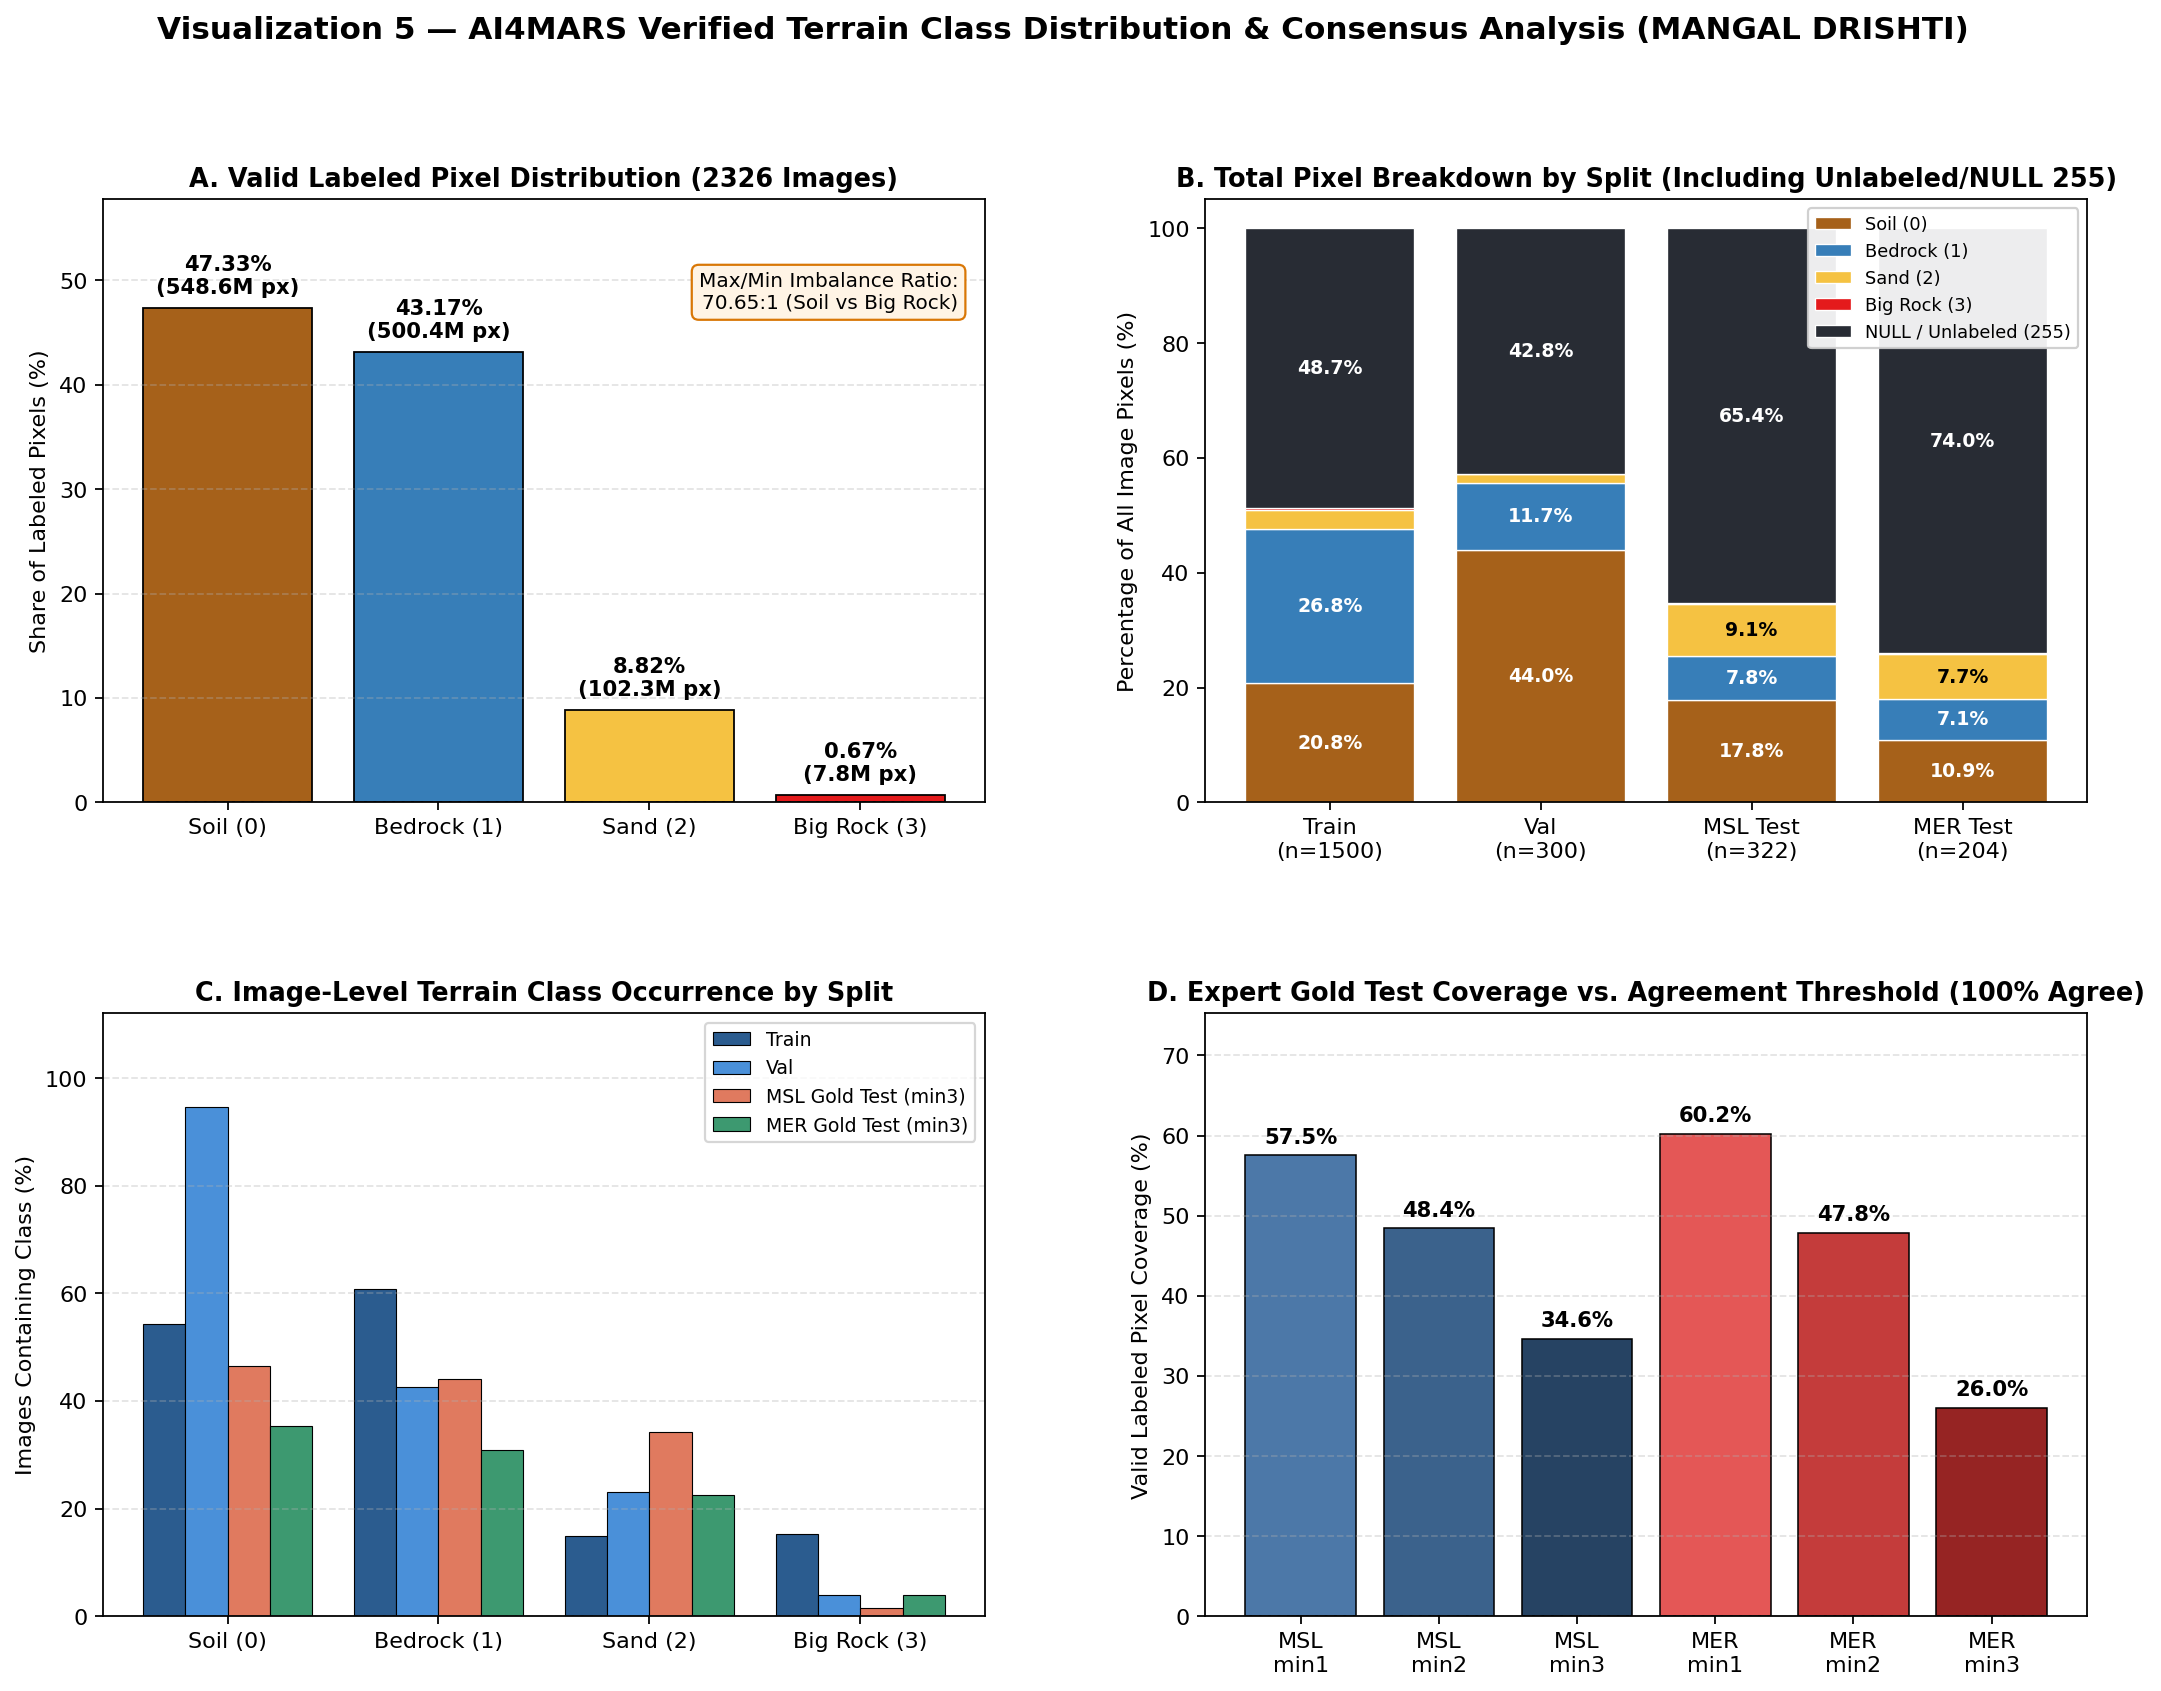 Visualization 5 — AI4MARS Verified Terrain Class Distribution & Consensus Analysis (MANGAL DRISHTI)
A. Valid Labeled Pixel Distribution (2326 Images)
Share of Labeled Pixels (%)
50
40
30
20
10
0
47.33%
(548.6M px)
43.17%
(500.4M px)
8.82%
(102.3M px)
0.67%
(7.8M px)
Max/Min Imbalance Ratio:
70.65:1 (Soil vs Big Rock)
Soil (0)
Bedrock (1)
Sand (2)
Big Rock (3)
B. Total Pixel Breakdown by Split (Including Unlabeled/NULL 255)
Percentage of All Image Pixels (%)
100
80
60
40
20
0
Soil (0)
Bedrock (1)
Sand (2)
Big Rock (3)
NULL / Unlabeled (255)
48.7%
26.8%
20.8%
42.8%
11.7%
44.0%
65.4%
9.1%
7.8%
17.8%
74.0%
7.7%
7.1%
10.9%
Train
(n=1500)
Val
(n=300)
MSL Test
(n=322)
MER Test
(n=204)
C. Image-Level Terrain Class Occurrence by Split
Images Containing Class (%)
100
80
60
40
20
0
Train
Val
MSL Gold Test (min3)
MER Gold Test (min3)
Soil (0)
Bedrock (1)
Sand (2)
Big Rock (3)
D. Expert Gold Test Coverage vs. Agreement Threshold (100% Agree)
Valid Labeled Pixel Coverage (%)
70
60
50
40
30
20
10
0
57.5%
48.4%
34.6%
60.2%
47.8%
26.0%
MSL
min1
MSL
min2
MSL
min3
MER
min1
MER
min2
MER
min3